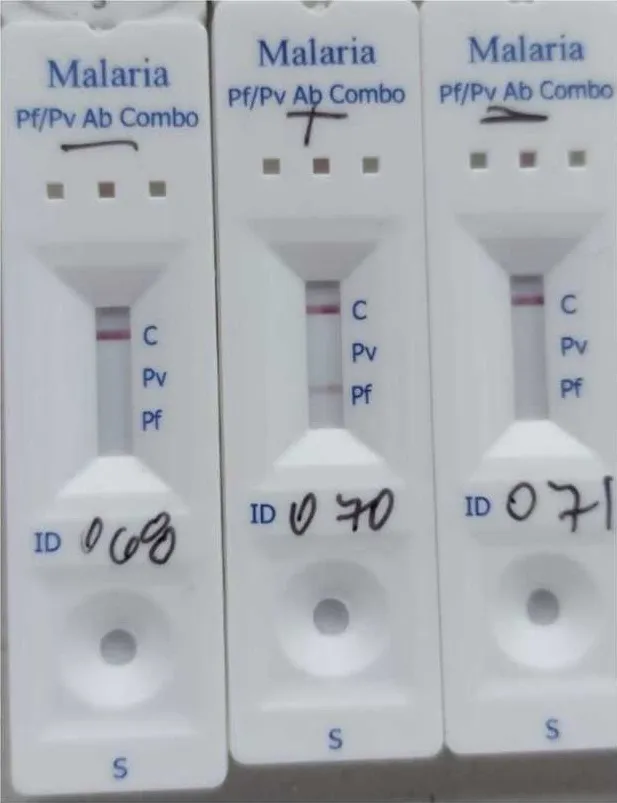 Malaria
Pf/Pv Ab Combo
—
C
Pv
Pf
ID 068
S
Malaria
Pf/Pv Ab Combo
+
C
Pv
Pf
ID 070
S
Malaria
Pf/Pv Ab Combo
C
Pv
Pf
ID 071
S